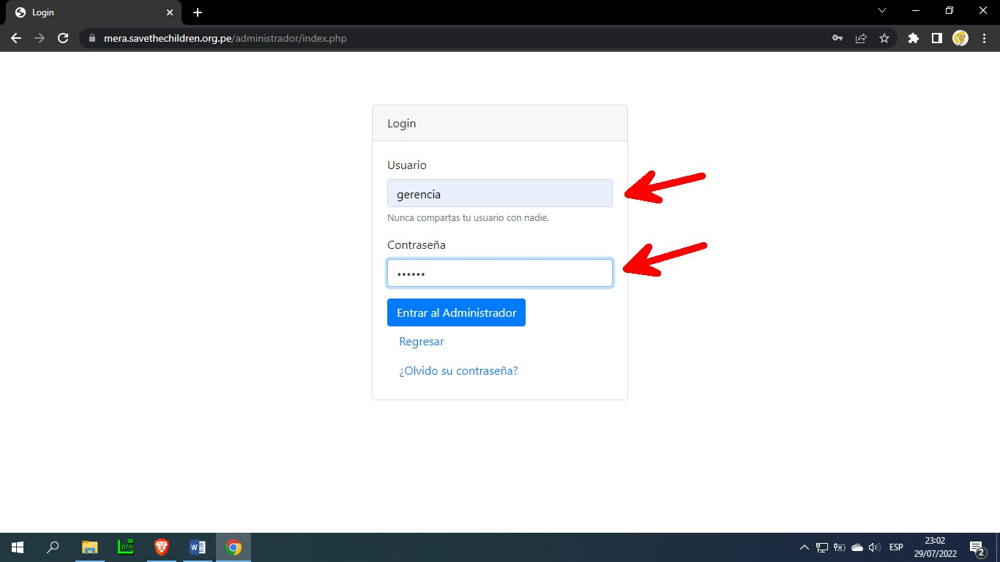 Login
mera.savethechildren.org.pe/administrador/index.php
Login
Usuario
gerencia
Nunca compartas tu usuario con nadie.
Contraseña
••••••
Entrar al Administrador
Regresar
¿Olvido su contraseña?
ESP
23:02
29/07/2022
2